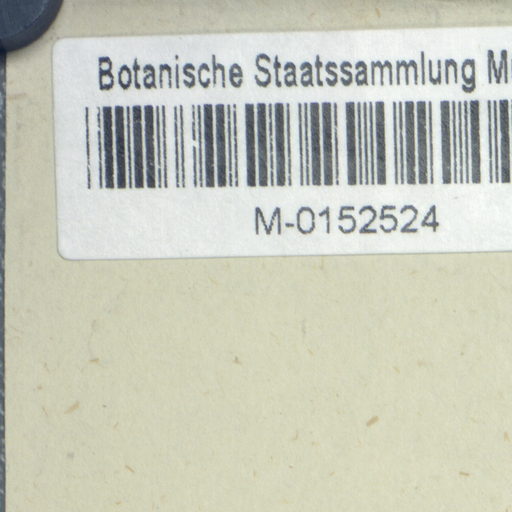 Botanische Staatssammlung
M-0152524